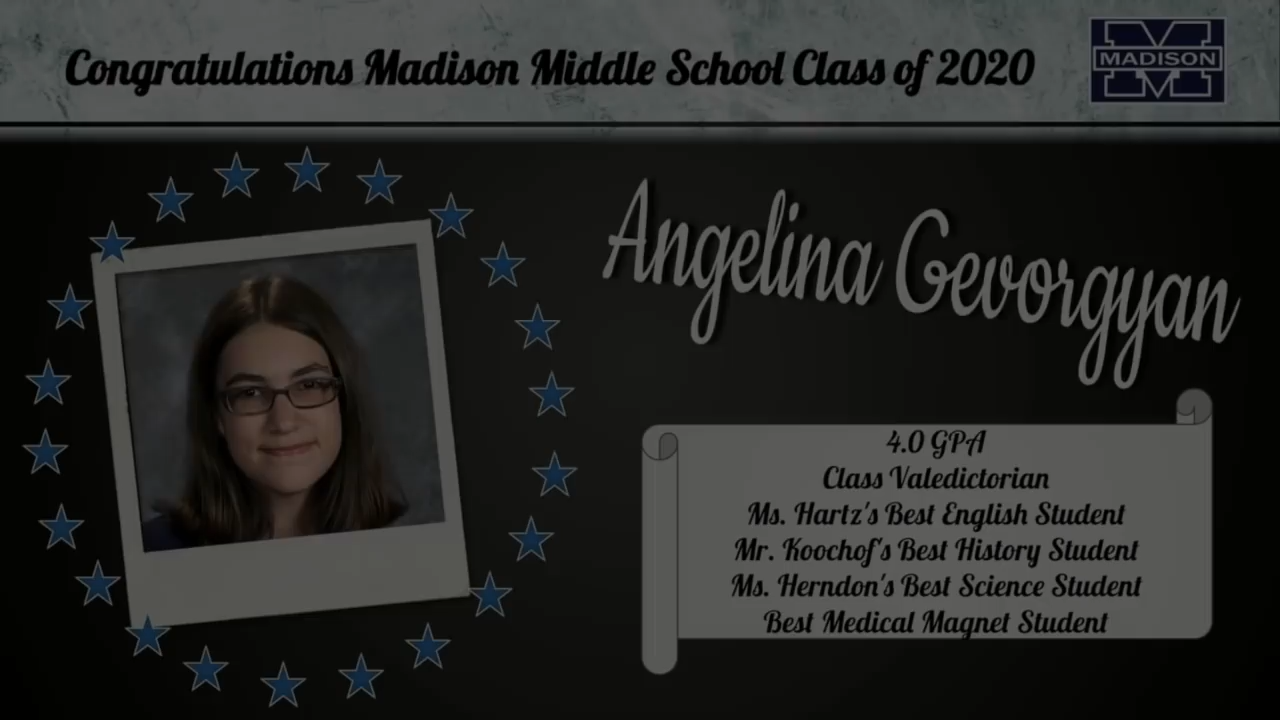 Congratulations Madison Middle School Class of 2020
MADISON
Angelina Gevorgyan
4.0 GPA
Class Valedictorian
Ms. Hartz's Best English Student
Mr. Koochof's Best History Student
Ms. Herndon's Best Science Student
Best Medical Magnet Student